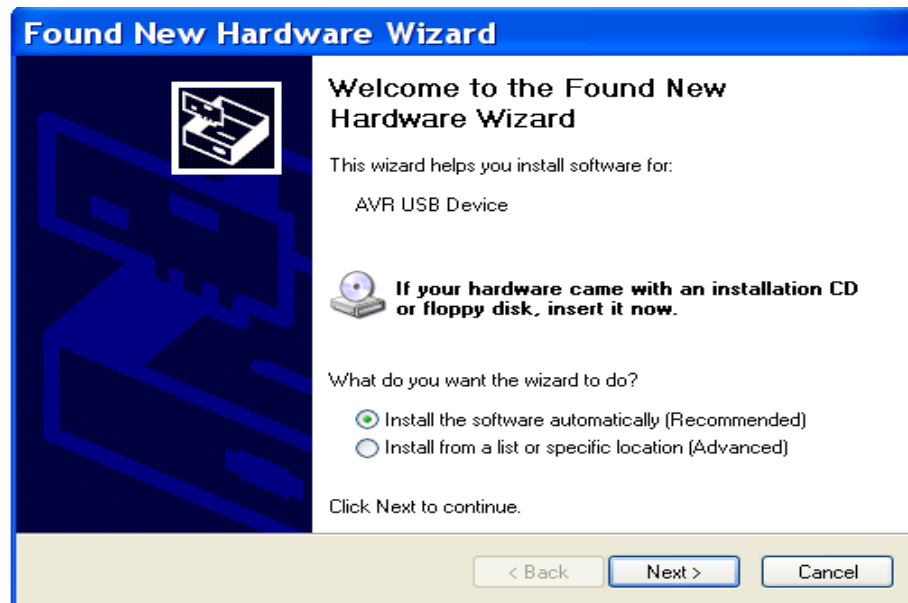 Found New Hardware Wizard
Welcome to the Found New
Hardware Wizard
This wizard helps you install software for:
AVR USB Device
If your hardware came with an installation CD
or floppy disk, insert it now.
What do you want the wizard to do?
Install the software automatically (Recommended)
Install from a list or specific location (Advanced)
Click Next to continue.
< Back Next > Cancel